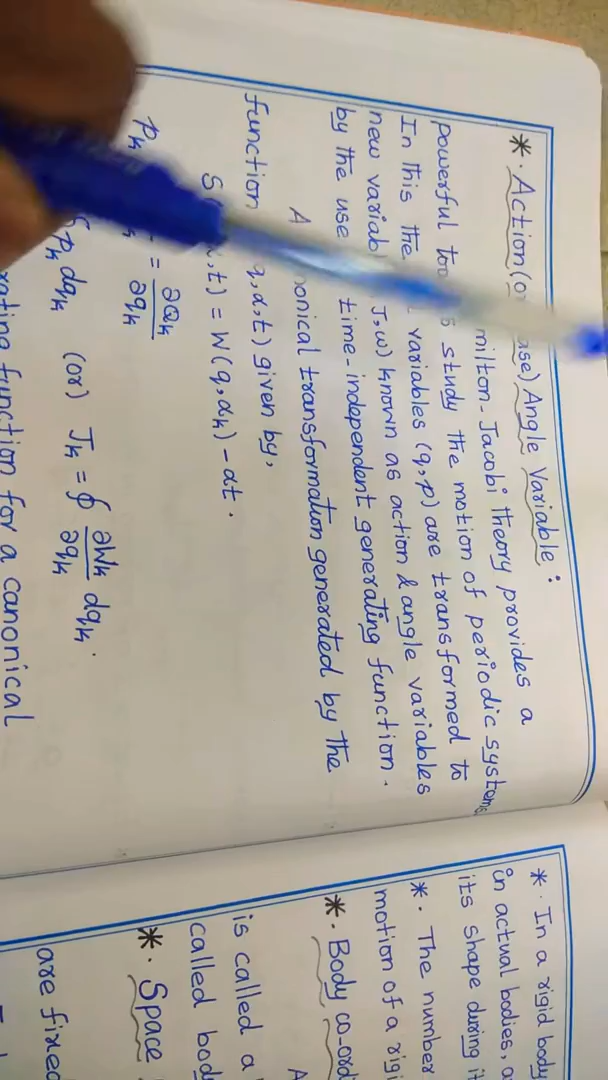 *. Action (o ase) Angle Variable :
milton-Jacobi theory provides a
powerful too s study the motion of periodic systems
In this the variables (q,p) are transformed to
new variabl J,ω) known as action & angle variables
by the use time-independent generating function.
A onical transformation generated by the
function q,α,t) given by,
S( α,t) = W(q,αₖ) - αt.
pₖ = ∂Qₖ/∂qₖ
pₖ dqₖ (or) Jₖ = ∮ ∂Wₖ/∂qₖ dqₖ.
rating function for a canonical
*. In a rigid body
in actual bodies, a
its shape during it
*. The number
motion of a rigi
*. Body co-ord
A
is called a
called bod
*. Space
are fixed